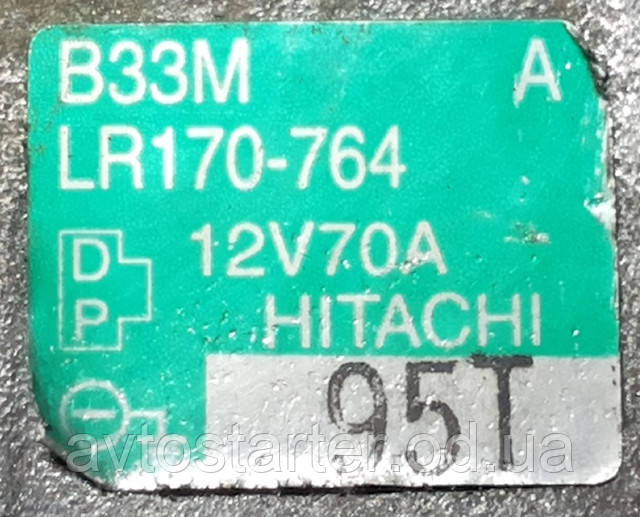 B33M A
LR170-764
D 12V70A
P HITACHI
95T
avtostarter.od.ua